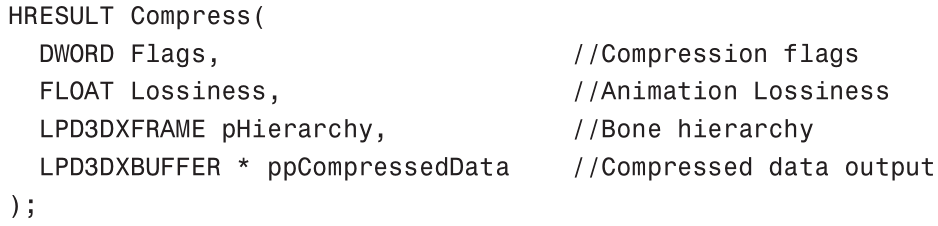 HRESULT Compress(
  DWORD Flags,                       //Compression flags
  FLOAT Lossiness,                   //Animation Lossiness
  LPD3DXFRAME pHierarchy,            //Bone hierarchy
  LPD3DXBUFFER * ppCompressedData    //Compressed data output
);